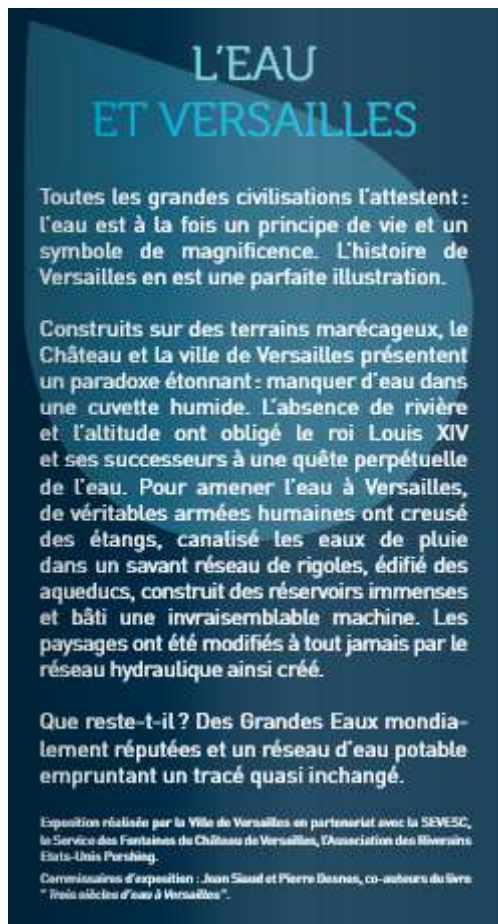 L'EAU
ET VERSAILLES
Toutes les grandes civilisations l'attestent :
l'eau est à la fois un principe de vie et un
symbole de magnificence. L'histoire de
Versailles en est une parfaite illustration.
Construits sur des terrains marécageux, le
Château et la ville de Versailles présentent
un paradoxe étonnant : manquer d'eau dans
une cuvette humide. L'absence de rivière
et l'altitude ont obligé le roi Louis XIV
et ses successeurs à une quête perpétuelle
de l'eau. Pour amener l'eau à Versailles,
de véritables armées humaines ont creusé
des étangs, canalisé les eaux de pluie
dans un savant réseau de rigoles, édifié des
aqueducs, construit des réservoirs immenses
et bâti une invraisemblable machine. Les
paysages ont été modifiés à tout jamais par le
réseau hydraulique ainsi créé.
Que reste-t-il ? Des Grandes Eaux mondia-
lement réputées et un réseau d'eau potable
empruntant un tracé quasi inchangé.
Exposition réalisée par la Ville de Versailles en partenariat avec la SEVESC,
le Service des Fontaines du Château de Versailles, l'Association des Riverains
Etats-Unis Pershing.
Commissaires d'exposition : Jean Siaud et Pierre Desnos, co-auteurs du livre
" Trois siècles d'eau à Versailles ".